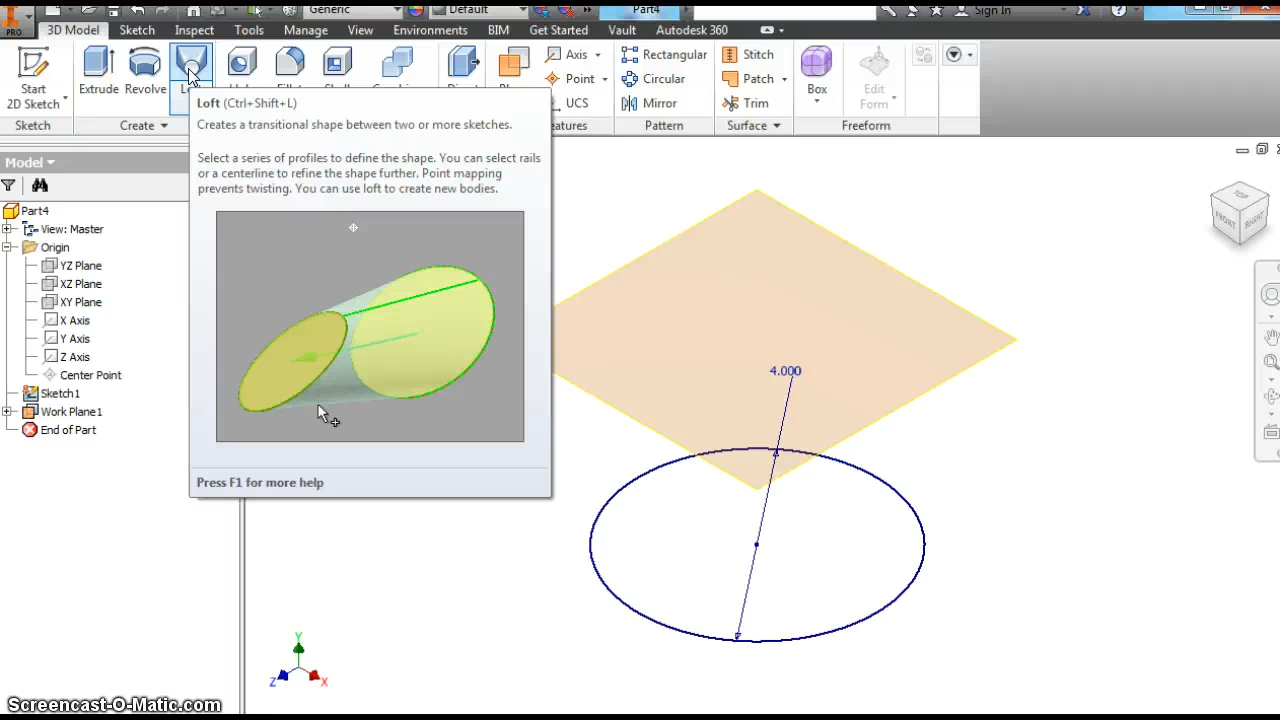 Generic
Default
Part4
Sign In
PRO
3D Model
Sketch
Inspect
Tools
Manage
View
Environments
BIM
Get Started
Vault
Autodesk 360
Start
2D Sketch
Extrude
Revolve
Axis
Point
UCS
Rectangular
Circular
Mirror
Stitch
Patch
Trim
Box
Edit
Form
Sketch
Create
Pattern
Surface
Freeform
Loft (Ctrl+Shift+L)
Creates a transitional shape between two or more sketches.
Select a series of profiles to define the shape. You can select rails
or a centerline to refine the shape further. Point mapping
prevents twisting. You can use loft to create new bodies.
Press F1 for more help
Model
Part4
View: Master
Origin
YZ Plane
XZ Plane
XY Plane
X Axis
Y Axis
Z Axis
Center Point
Sketch1
Work Plane1
End of Part
TOP
FRONT
RIGHT
4.000
Y
Z
X
Screencast-O-Matic.com